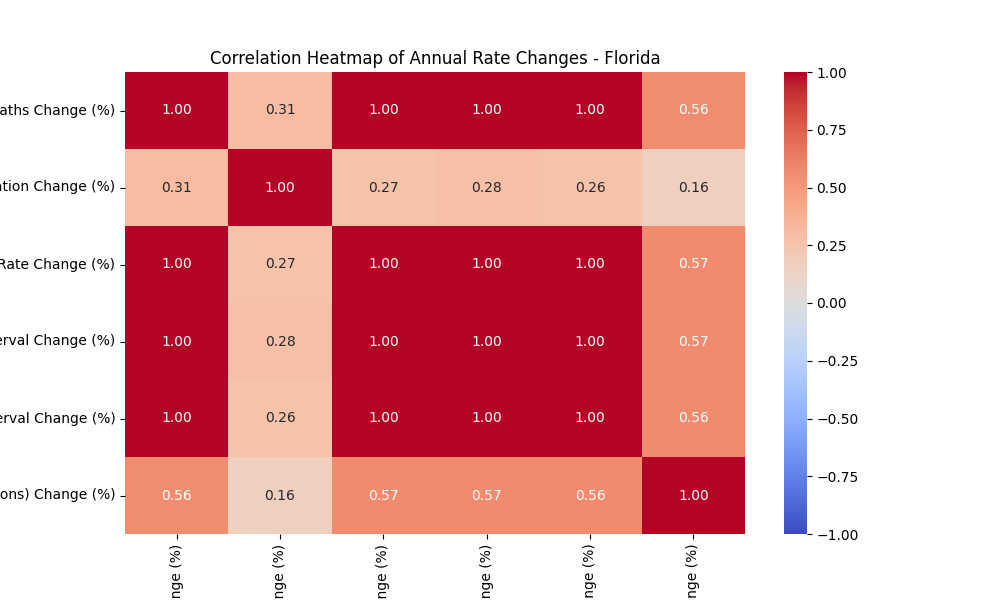 Correlation Heatmap of Annual Rate Changes - Florida
aths Change (%) 1.00 0.31 1.00 1.00 1.00 0.56
ation Change (%) 0.31 1.00 0.27 0.28 0.26 0.16
Rate Change (%) 1.00 0.27 1.00 1.00 1.00 0.57
erval Change (%) 1.00 0.28 1.00 1.00 1.00 0.57
erval Change (%) 1.00 0.26 1.00 1.00 1.00 0.56
ons) Change (%) 0.56 0.16 0.57 0.57 0.56 1.00
nge (%) nge (%) nge (%) nge (%) nge (%) nge (%)
1.00
0.75
0.50
0.25
0.00
−0.25
−0.50
−0.75
−1.00